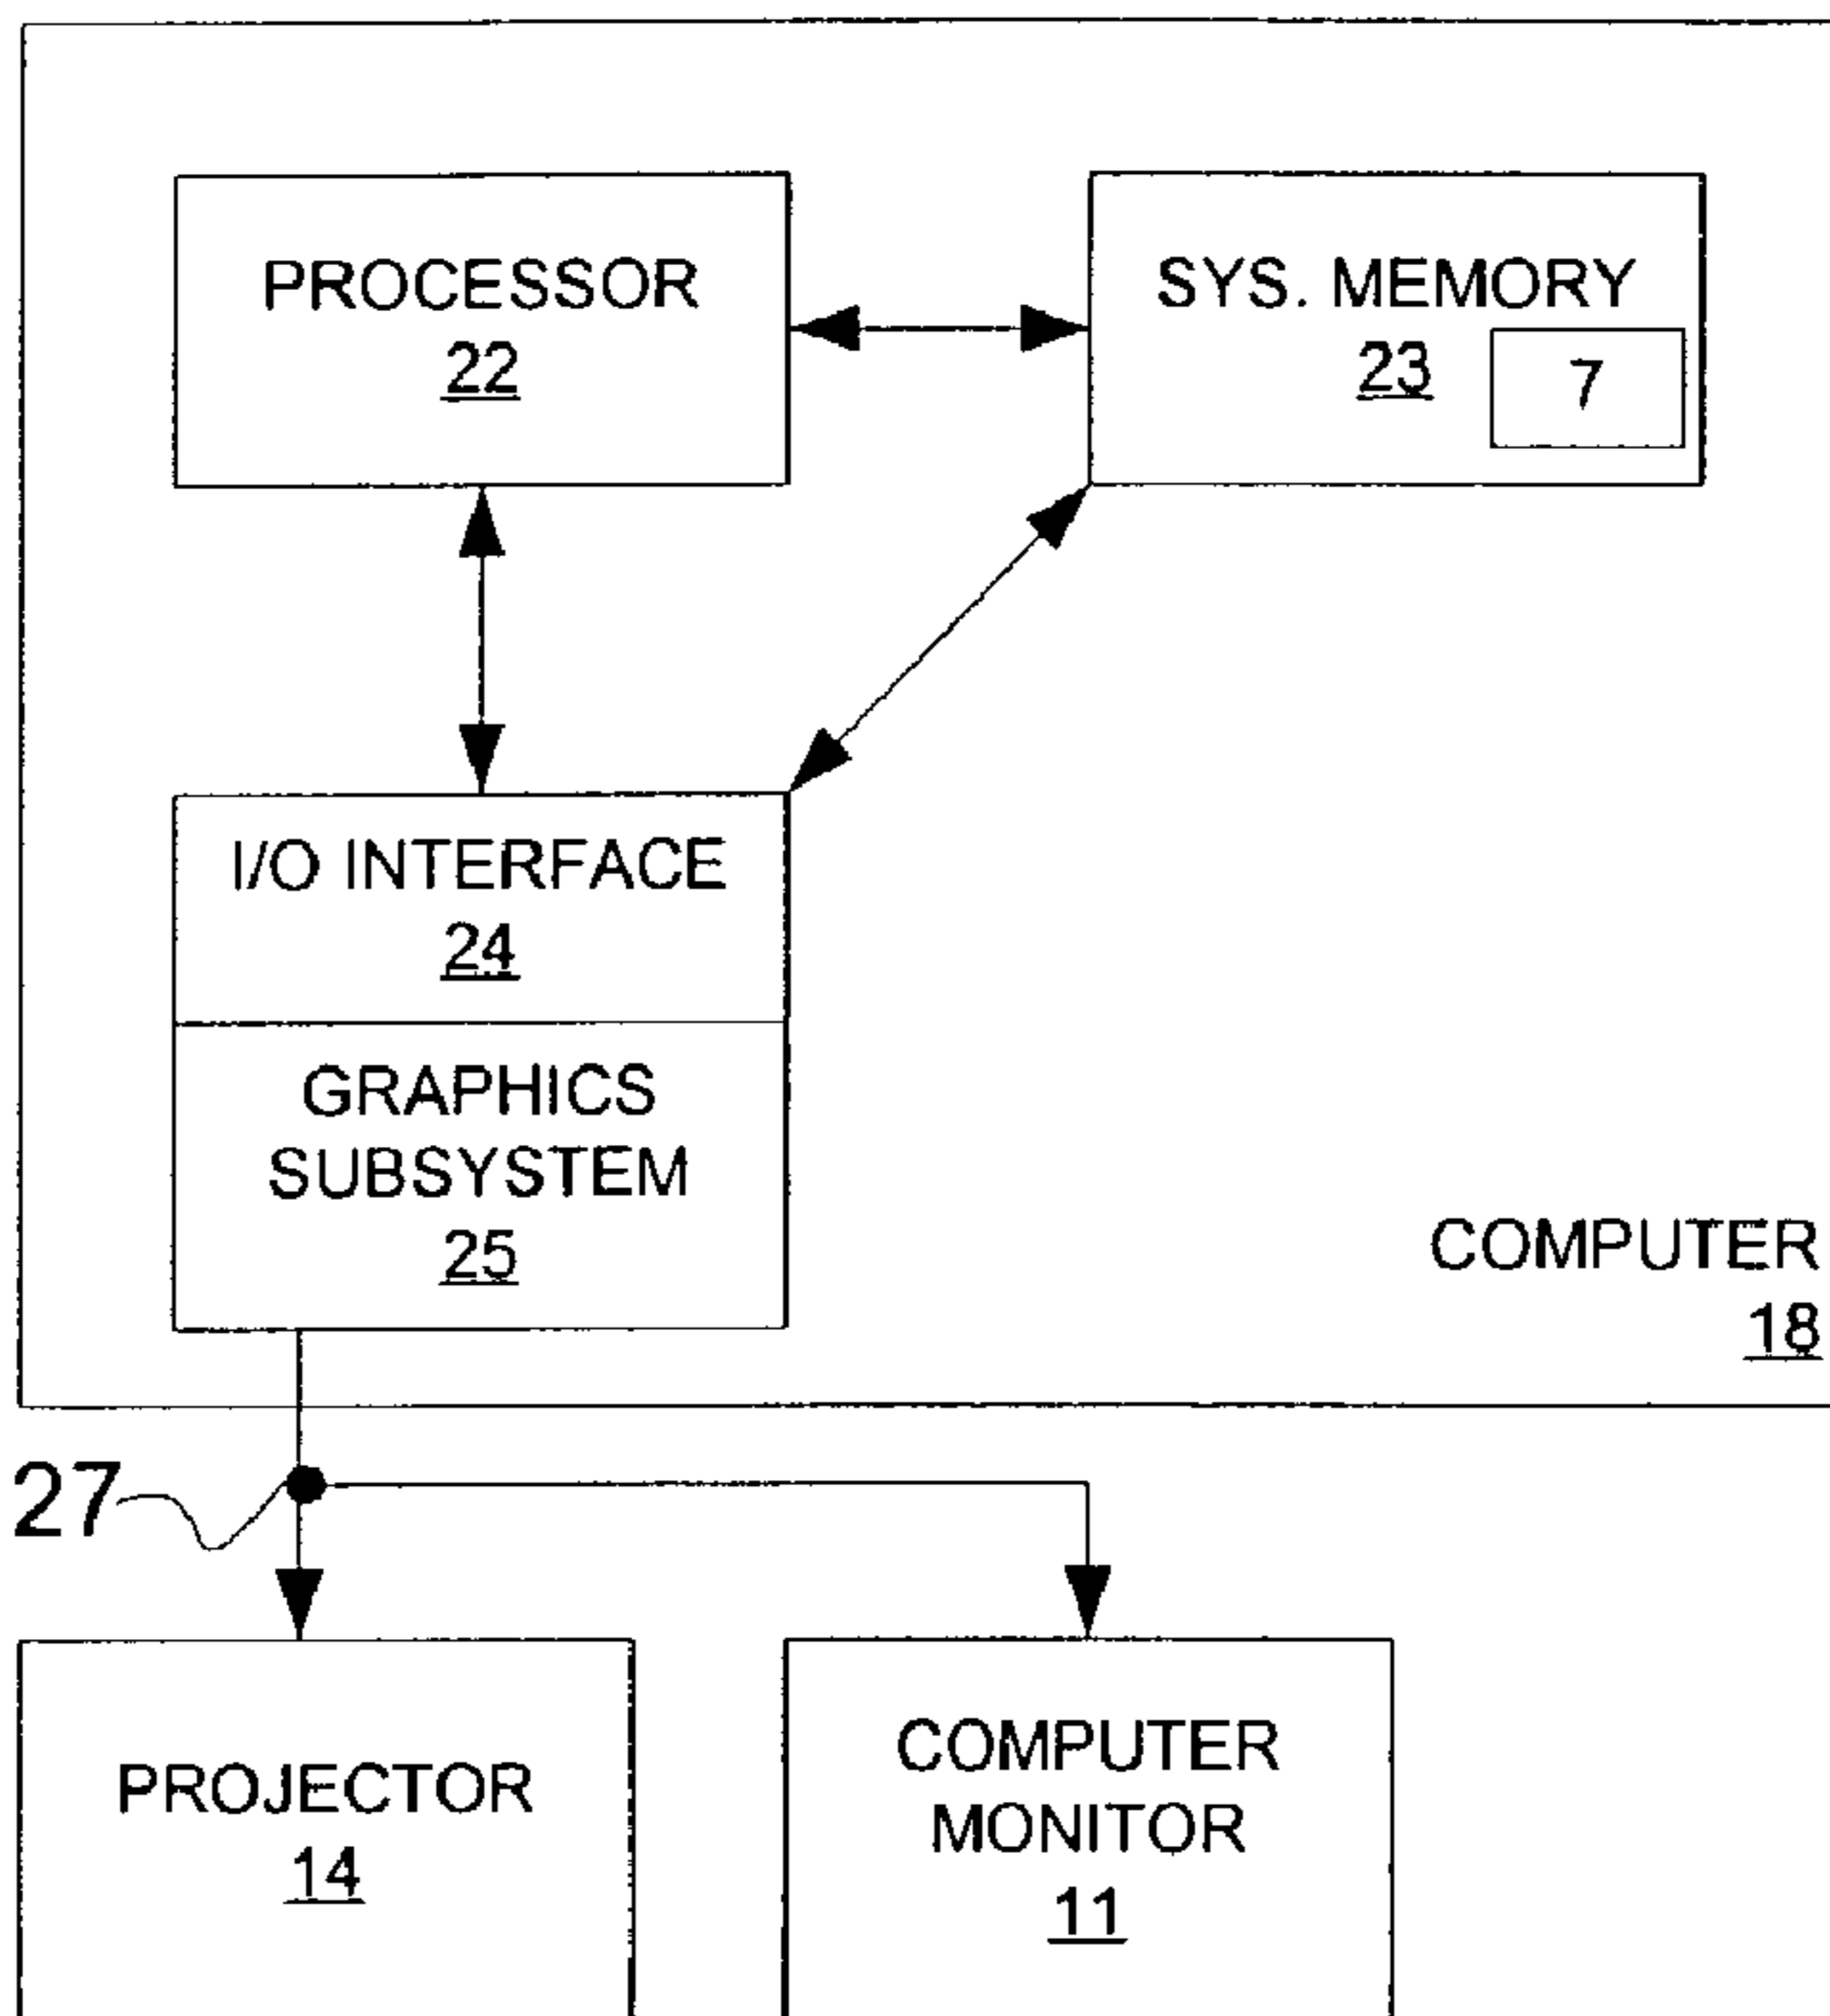 PROCESSOR
22
SYS. MEMORY
23
7
I/O INTERFACE
24
GRAPHICS
SUBSYSTEM
25
COMPUTER
18
27
PROJECTOR
14
COMPUTER
MONITOR
11